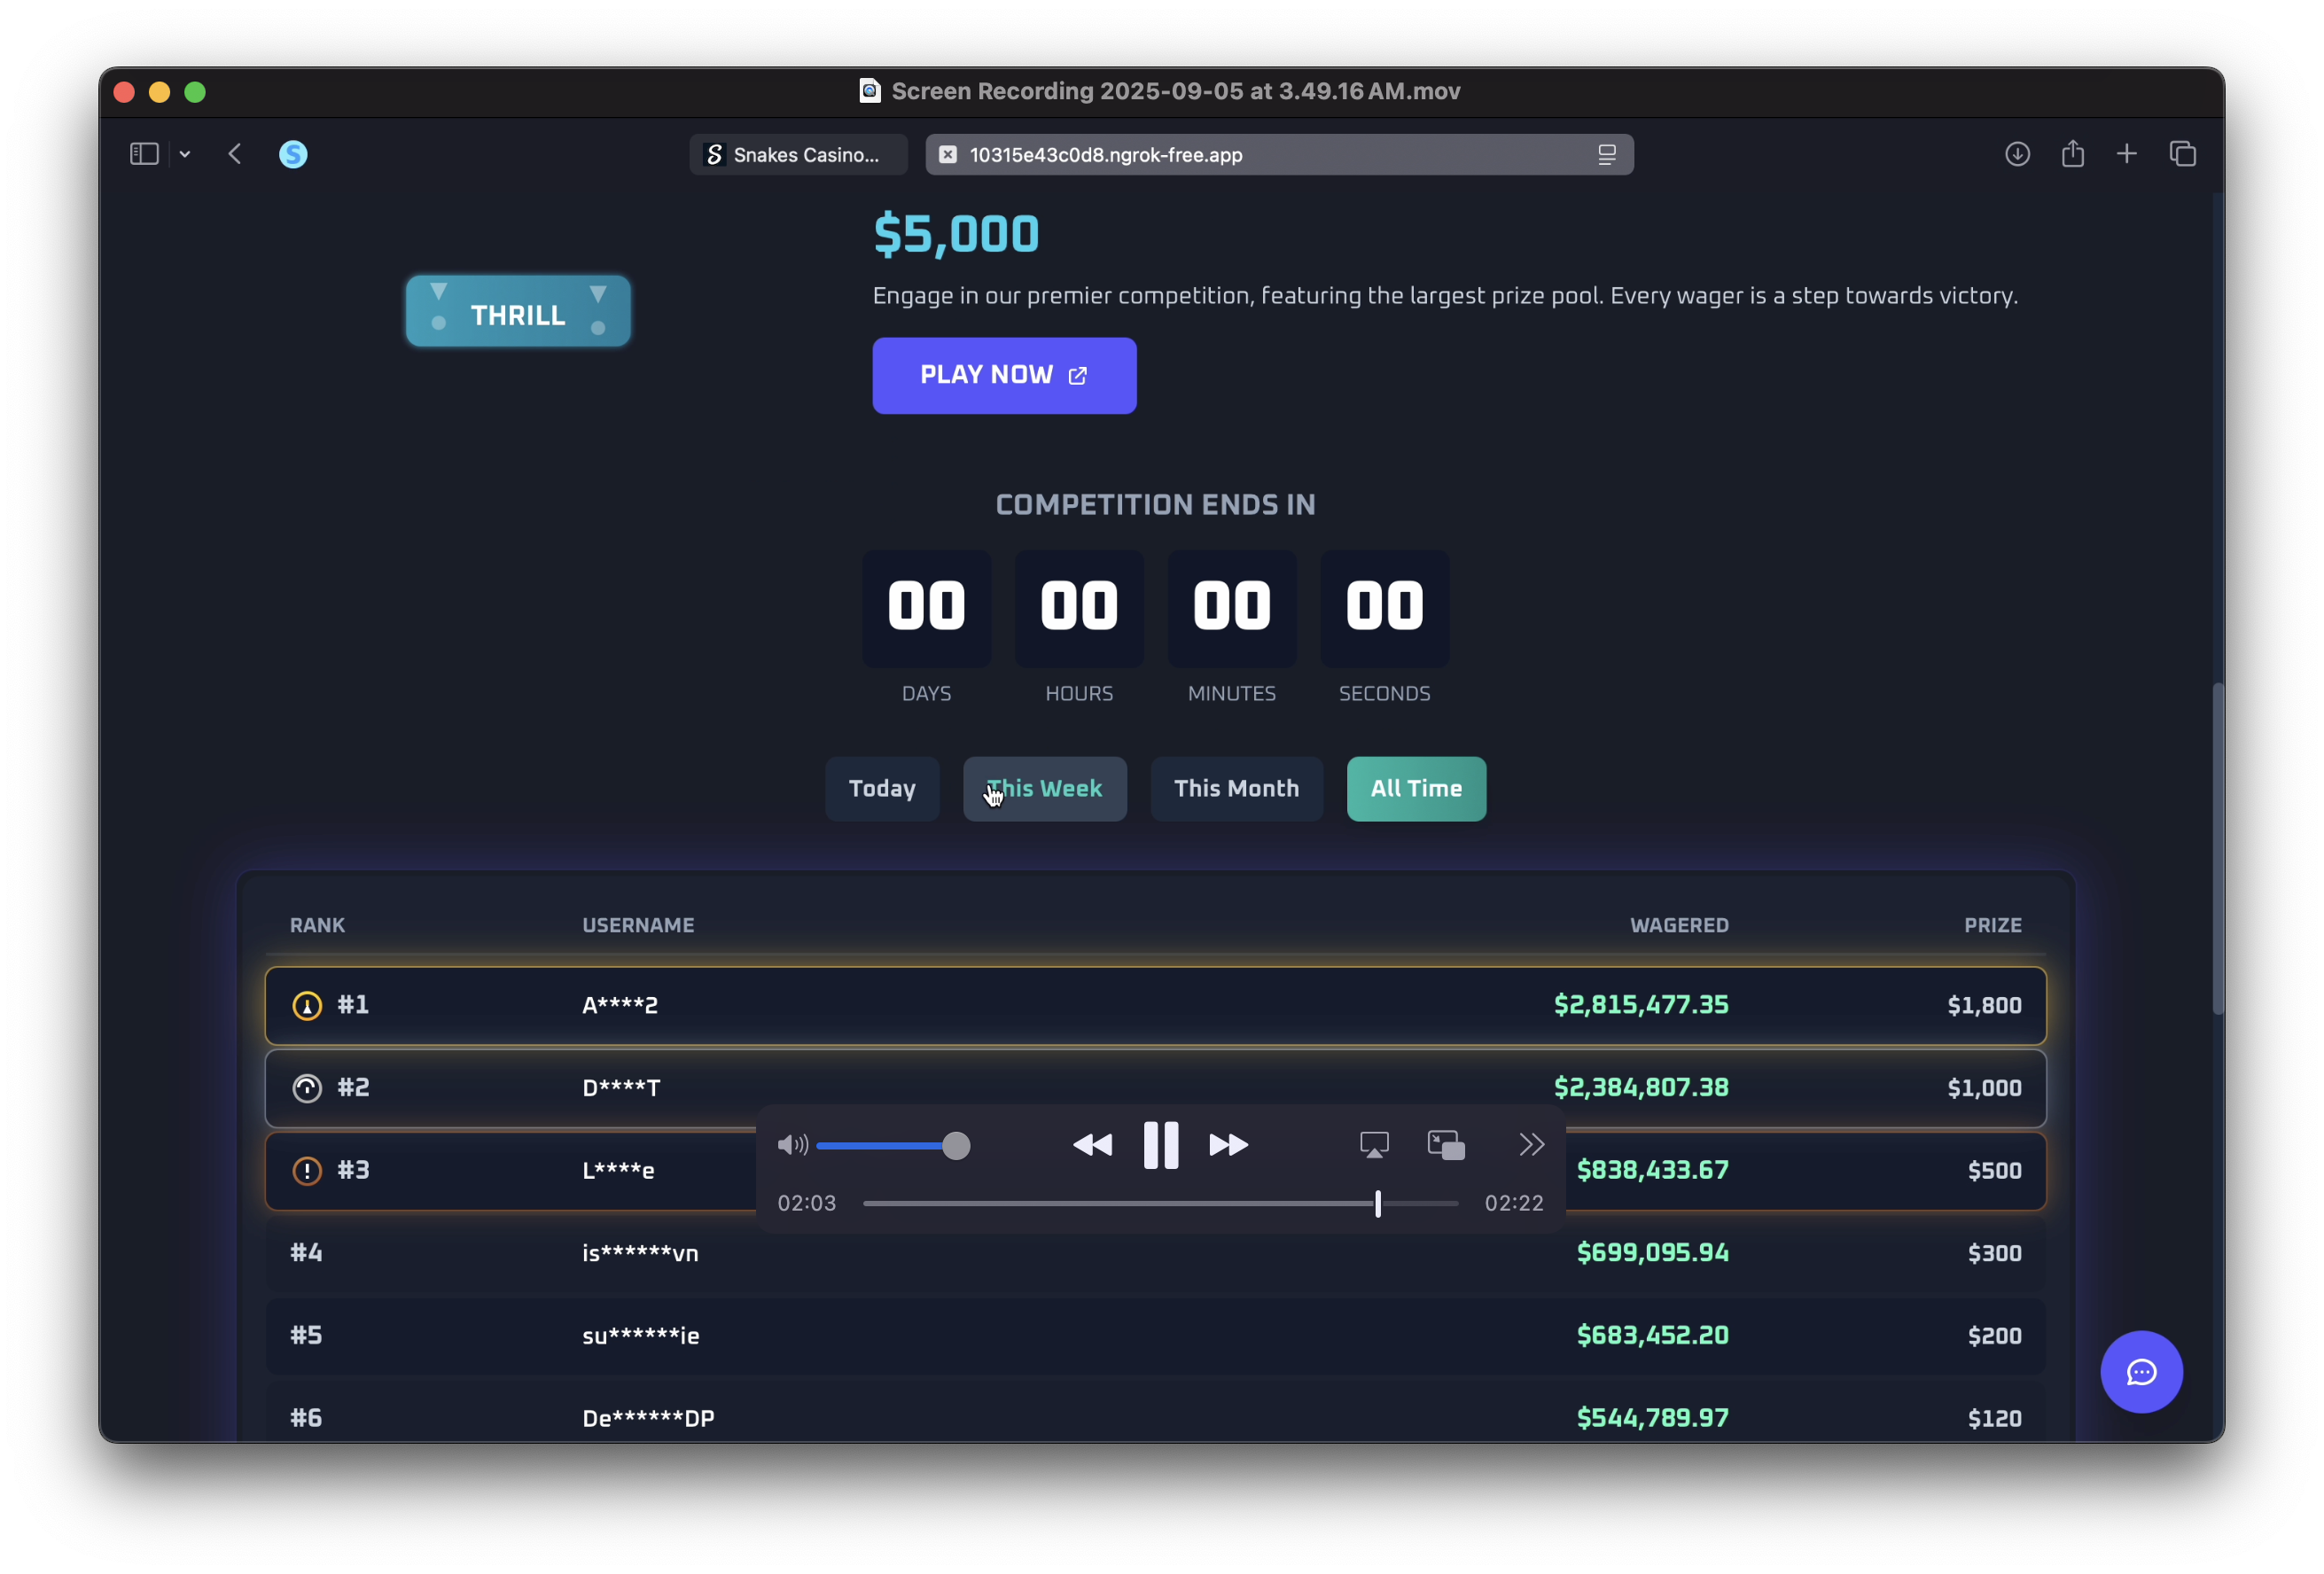 Screen Recording 2025-09-05 at 3.49.16 AM.mov
S
S Snakes Casino... 10315e43c0d8.ngrok-free.app
$5,000
Engage in our premier competition, featuring the largest prize pool. Every wager is a step towards victory.
THRILL
PLAY NOW
COMPETITION ENDS IN
00 00 00 00
DAYS HOURS MINUTES SECONDS
Today This Week This Month All Time
RANK USERNAME WAGERED PRIZE
#1 A****2 $2,815,477.35 $1,800
#2 D****T $2,384,807.38 $1,000
#3 L****e $838,433.67 $500
02:03 02:22
#4 is******vn $699,095.94 $300
#5 su******ie $683,452.20 $200
#6 De******DP $544,789.97 $120